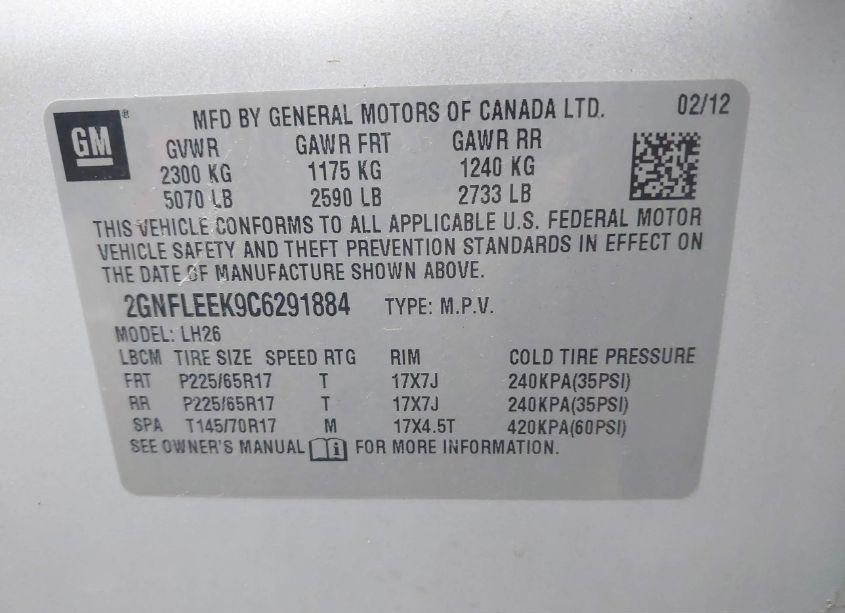 GM® MFD BY GENERAL MOTORS OF CANADA LTD. 02/12
GVWR GAWR FRT GAWR RR
2300 KG 1175 KG 1240 KG
5070 LB 2590 LB 2733 LB
THIS VEHICLE CONFORMS TO ALL APPLICABLE U.S. FEDERAL MOTOR
VEHICLE SAFETY AND THEFT PREVENTION STANDARDS IN EFFECT ON
THE DATE OF MANUFACTURE SHOWN ABOVE.
2GNFLEEK9C6291884 TYPE: M.P.V.
MODEL: LH26
LBCM TIRE SIZE SPEED RTG RIM COLD TIRE PRESSURE
FRT P225/65R17 T 17X7J 240KPA(35PSI)
RR P225/65R17 T 17X7J 240KPA(35PSI)
SPA T145/70R17 M 17X4.5T 420KPA(60PSI)
SEE OWNER'S MANUAL i FOR MORE INFORMATION.